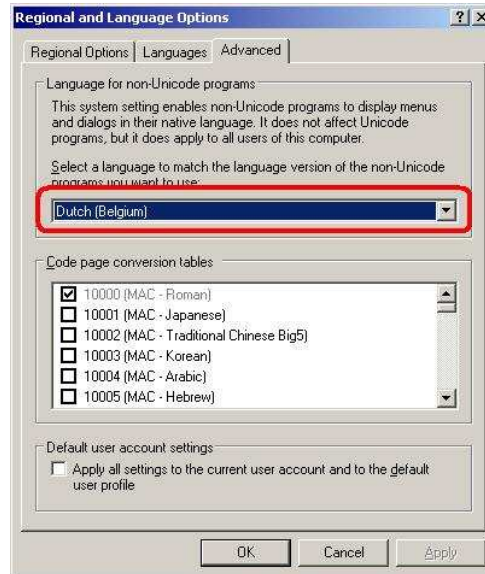 Regional and Language Options
Regional Options Languages Advanced
Language for non-Unicode programs
This system setting enables non-Unicode programs to display menus
and dialogs in their native language. It does not affect Unicode
programs, but it does apply to all users of this computer.
Select a language to match the language version of the non-Unicode
programs you want to use:
Dutch (Belgium)
Code page conversion tables
10000 (MAC - Roman)
10001 (MAC - Japanese)
10002 (MAC - Traditional Chinese Big5)
10003 (MAC - Korean)
10004 (MAC - Arabic)
10005 (MAC - Hebrew)
Default user account settings
Apply all settings to the current user account and to the default
user profile
OK Cancel Apply